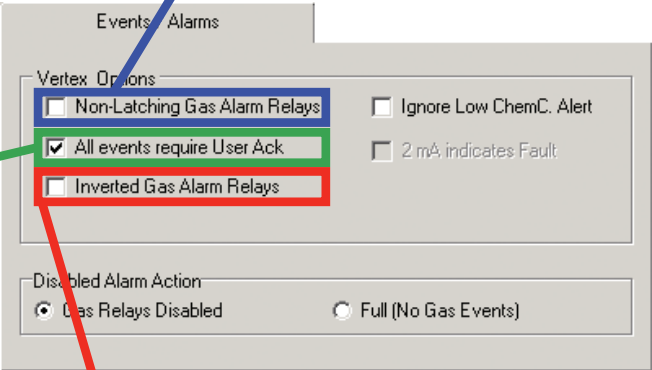 Events Alarms
Vertex Options
Non-Latching Gas Alarm Relays
Ignore Low ChemC. Alert
All events require User Ack
2 mA indicates Fault
Inverted Gas Alarm Relays
Disabled Alarm Action
Gas Relays Disabled
Full (No Gas Events)